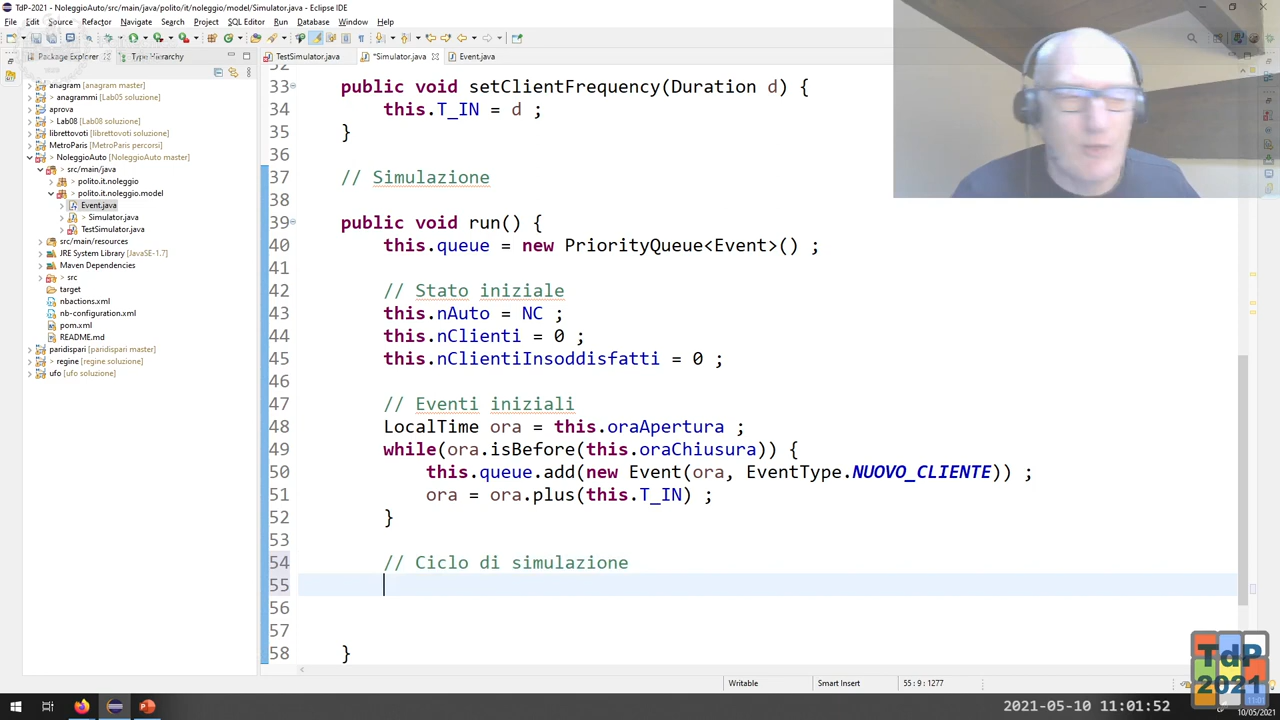 TdP-2021 - NoleggioAuto/src/main/java/polito/it/noleggio/model/Simulator.java - Eclipse IDE
File Edit Source Refactor Navigate Search Project SQL Editor Run Database Window Help
Package Explorer Type Hierarchy
TestSimulator.java *Simulator.java Event.java
anagram [anagram master]
> anagrammi [Lab05 soluzione]
aprova
> Lab08 [Lab08 soluzione]
librettovoti [librettovoti soluzione]
MetroParis [MetroParis percorsi]
> NoleggioAuto [NoleggioAuto master]
> src/main/java
> polito.it.noleggio
> polito.it.noleggio.model
Event.java
> Simulator.java
> TestSimulator.java
src/main/resources
JRE System Library [JavaSE-1.7]
Maven Dependencies
> src
target
nbactions.xml
nb-configuration.xml
pom.xml
README.md
paridispari [paridispari master]
> regine [regine soluzione]
ufo [ufo soluzione]
32
33 public void setClientFrequency(Duration d) {
34 this.T_IN = d ;
35 }
36
37 // Simulazione
38
39 public void run() {
40 this.queue = new PriorityQueue<Event>() ;
41
42 // Stato iniziale
43 this.nAuto = NC ;
44 this.nClienti = 0 ;
45 this.nClientiInsoddisfatti = 0 ;
46
47 // Eventi iniziali
48 LocalTime ora = this.oraApertura ;
49 while(ora.isBefore(this.oraChiusura)) {
50 this.queue.add(new Event(ora, EventType.NUOVO_CLIENTE)) ;
51 ora = ora.plus(this.T_IN) ;
52 }
53
54 // Ciclo di simulazione
55
56
57
58 }
Writable Smart Insert 55 : 9 : 1277
TdP
2021
2021-05-10 11:01:52
10/05/2021